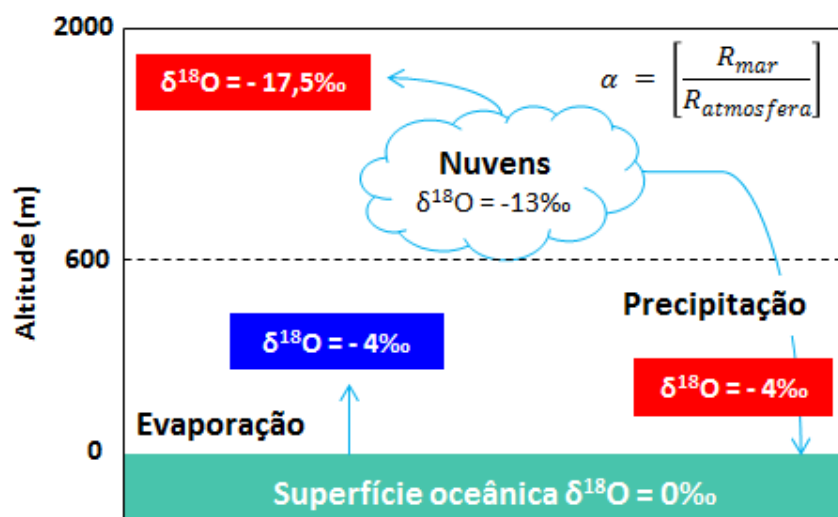 2000
δ¹⁸O = - 17,5‰
α = [R_mar / R_atmosfera]
Nuvens
δ¹⁸O = -13‰
Altitude (m)
600
Precipitação
δ¹⁸O = - 4‰
δ¹⁸O = - 4‰
Evaporação
0
Superfície oceânica δ¹⁸O = 0‰